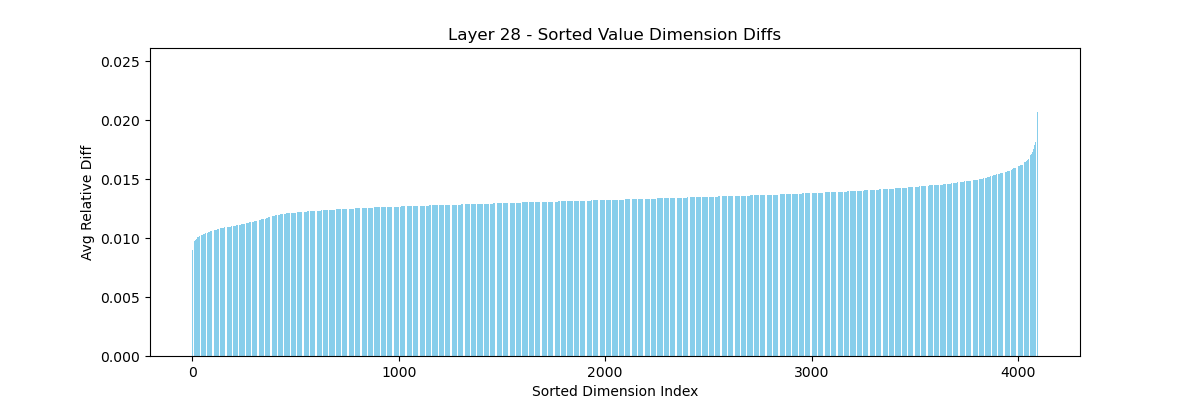 Layer 28 - Sorted Value Dimension Diffs
0.025
0.020
0.015
0.010
0.005
0.000
Avg Relative Diff
0 1000 2000 3000 4000
Sorted Dimension Index